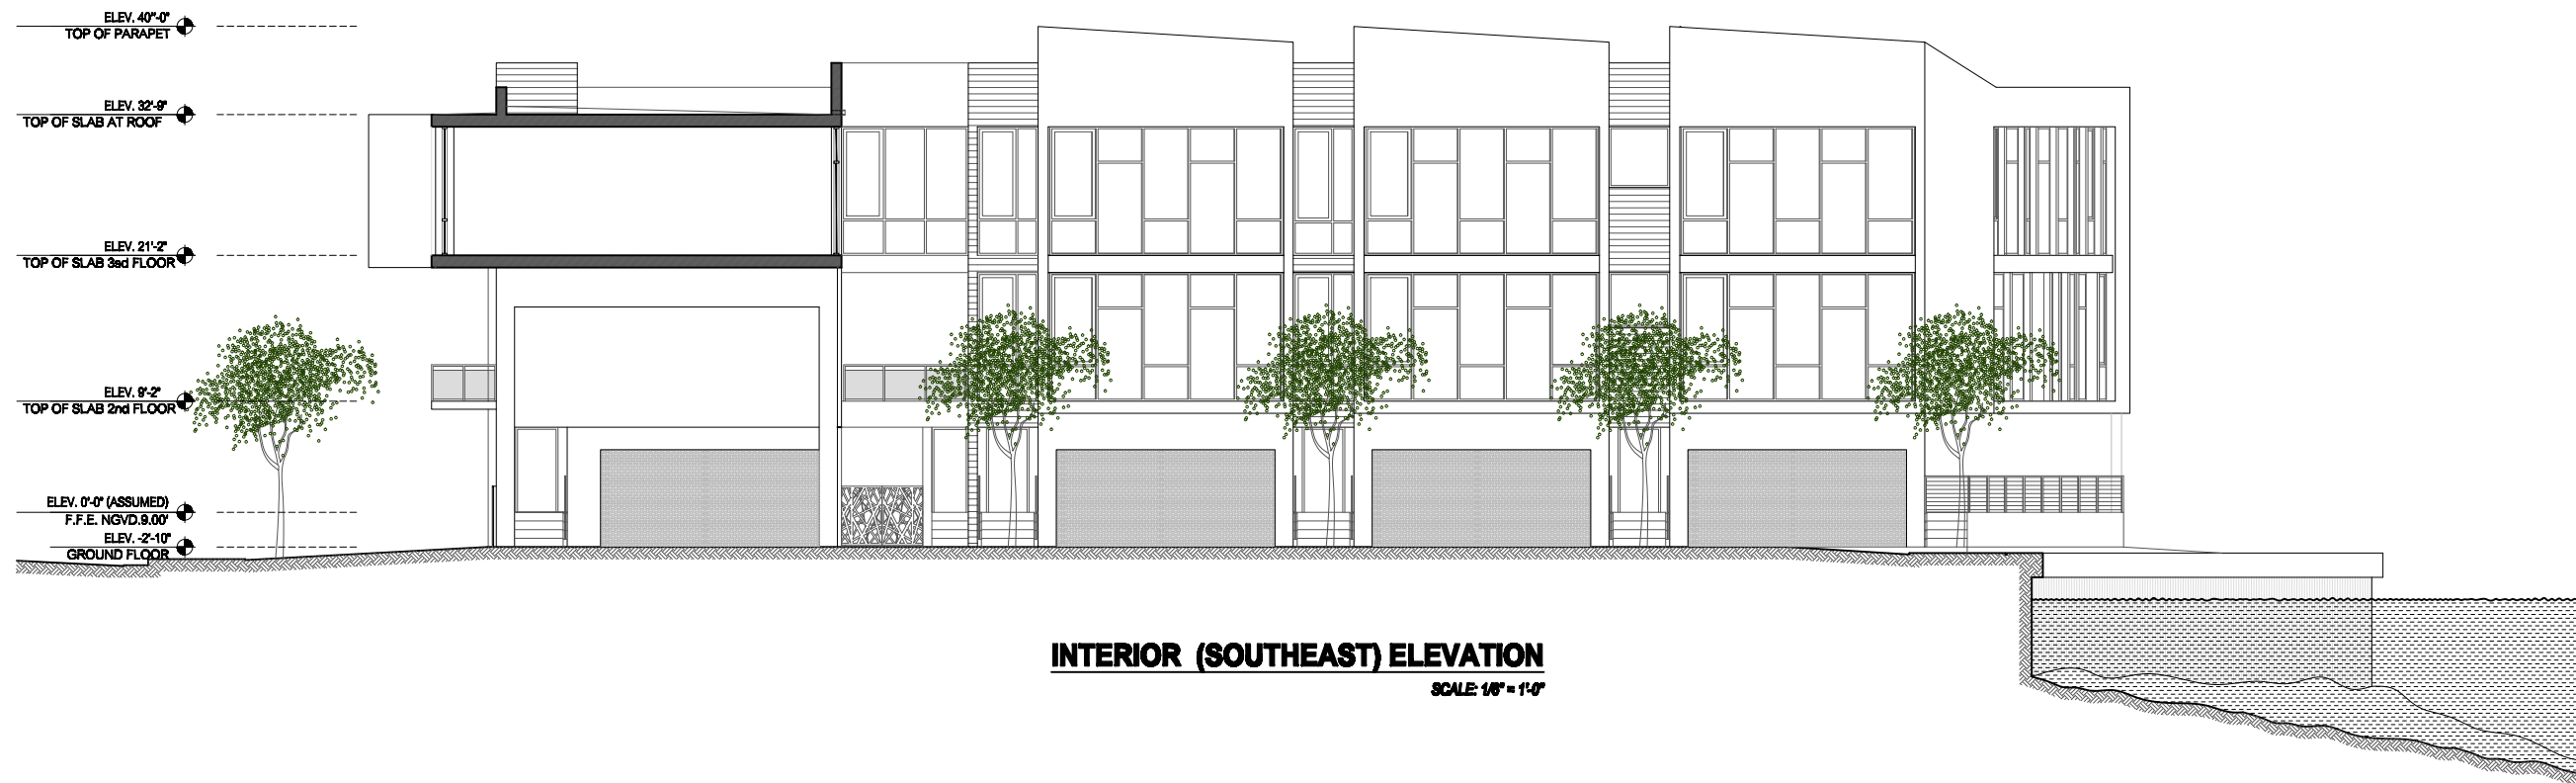 ELEV. 40"-0"
TOP OF PARAPET
ELEV. 32'-9"
TOP OF SLAB AT ROOF
ELEV. 21'-2"
TOP OF SLAB 3sd FLOOR
ELEV. 9'-2"
TOP OF SLAB 2nd FLOOR
ELEV. 0'-0" (ASSUMED)
F.F.E. NGVD.9.00'
ELEV. -2'-10"
GROUND FLOOR
INTERIOR (SOUTHEAST) ELEVATION
SCALE: 1/8" = 1'-0"